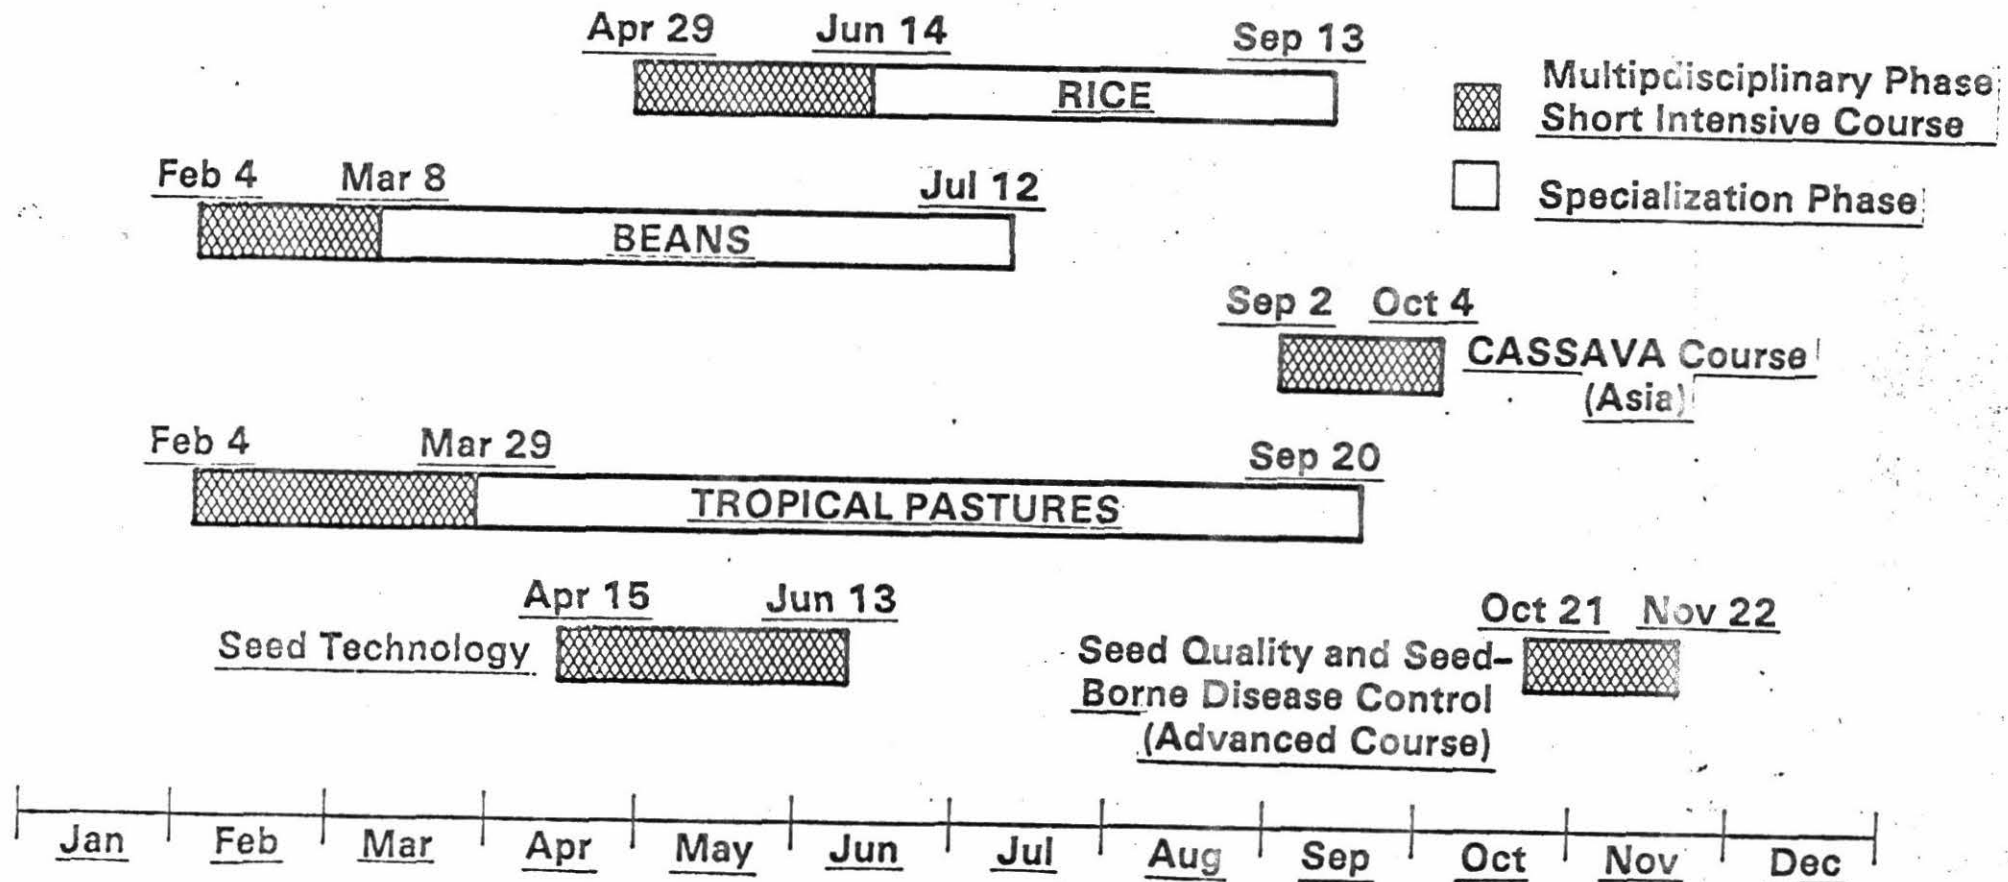 Apr 29 Jun 14 Sep 13
RICE
Multipdisciplinary Phase
Short Intensive Course
Specialization Phase
Feb 4 Mar 8 Jul 12
BEANS
Sep 2 Oct 4
CASSAVA Course
(Asia)
Feb 4 Mar 29 Sep 20
TROPICAL PASTURES
Apr 15 Jun 13
Seed Technology
Oct 21 Nov 22
Seed Quality and Seed-
Borne Disease Control
(Advanced Course)
Jan Feb Mar Apr May Jun Jul Aug Sep Oct Nov Dec